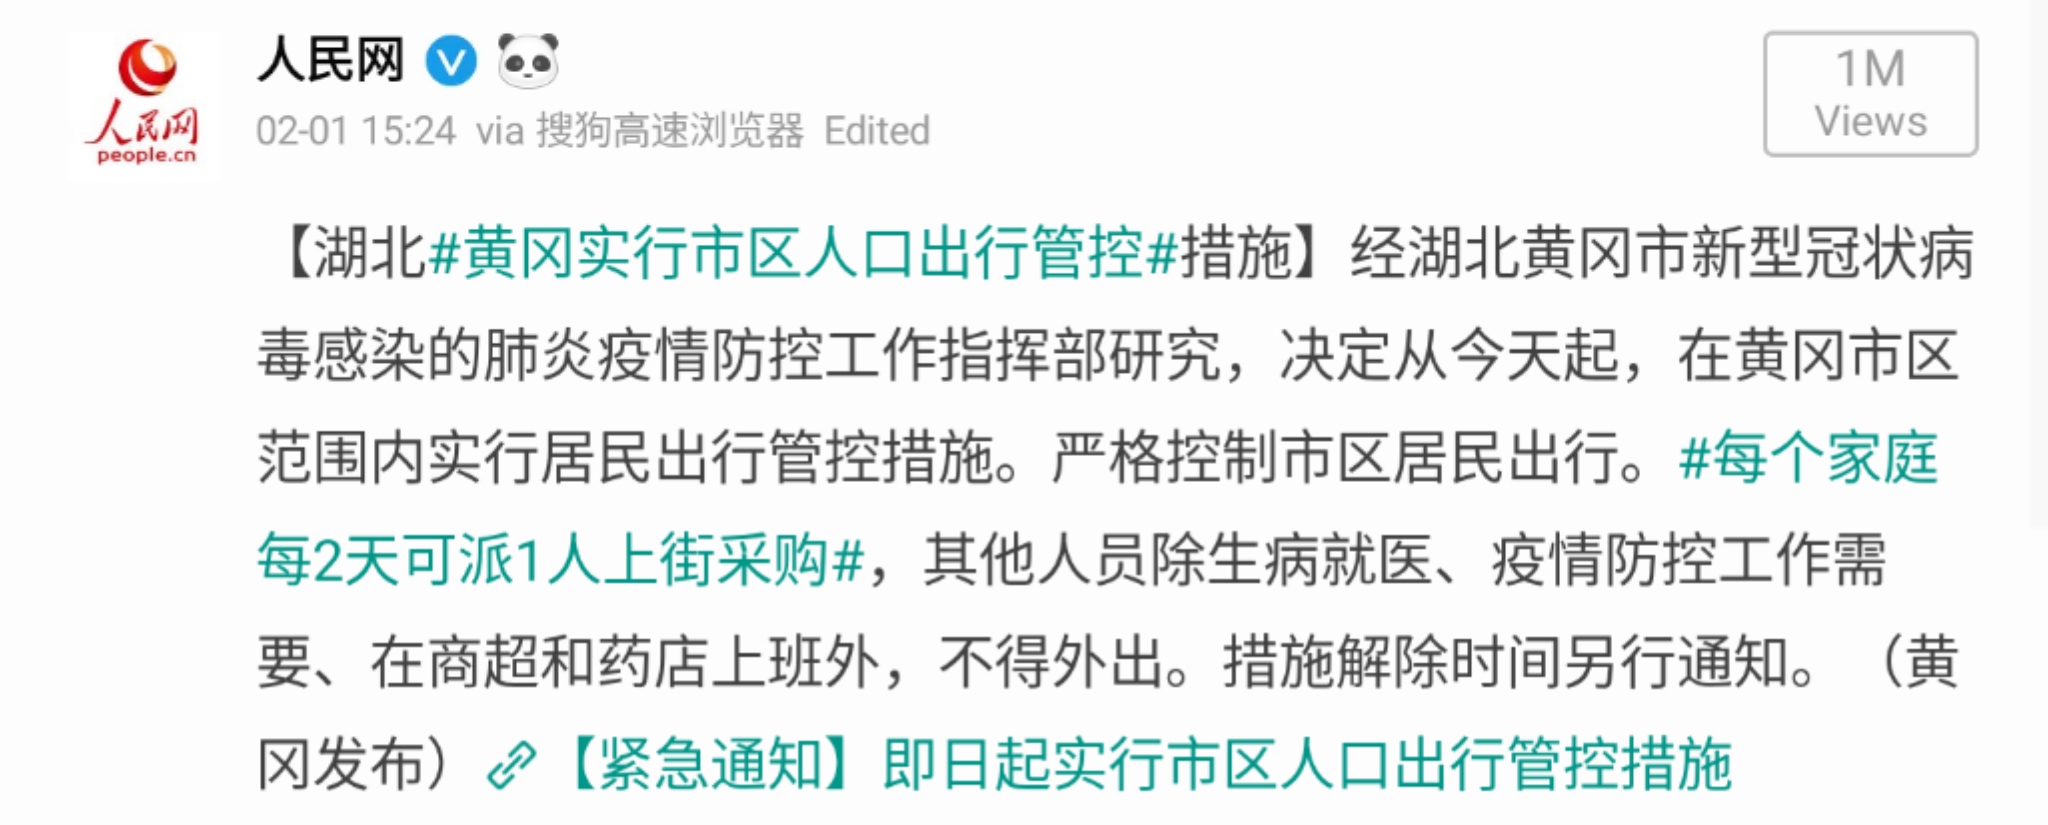 人民网
人民网
people.cn
02-01 15:24 via 搜狗高速浏览器 Edited
1M
Views
【湖北#黄冈实行市区人口出行管控#措施】经湖北黄冈市新型冠状病
毒感染的肺炎疫情防控工作指挥部研究，决定从今天起，在黄冈市区
范围内实行居民出行管控措施。严格控制市区居民出行。#每个家庭
每2天可派1人上街采购#，其他人员除生病就医、疫情防控工作需
要、在商超和药店上班外，不得外出。措施解除时间另行通知。（黄
冈发布）【紧急通知】即日起实行市区人口出行管控措施